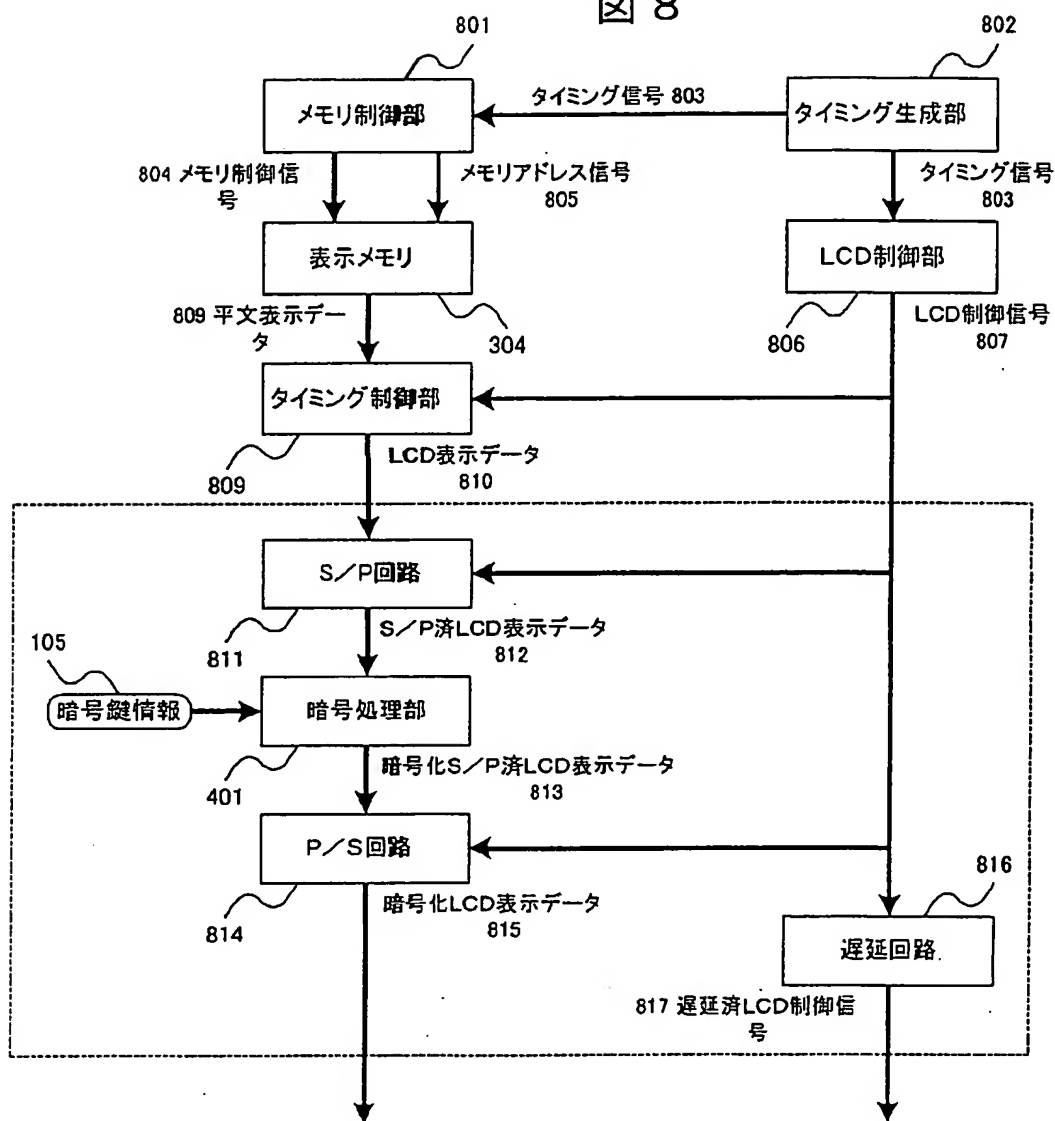 図 8
801
802
メモリ制御部
タイミング信号 803
タイミング生成部
804 メモリ制御信
号
メモリアドレス信号
805
タイミング信号
803
表示メモリ
LCD制御部
809 平文表示デー
タ
304
806
LCD制御信号
807
タイミング制御部
809
LCD表示データ
810
S/P回路
811
S/P済LCD表示データ
812
105
暗号鍵情報
暗号処理部
401
暗号化S/P済LCD表示データ
813
P/S回路
814
暗号化LCD表示データ
815
816
遅延回路
817 遅延済LCD制御信
号